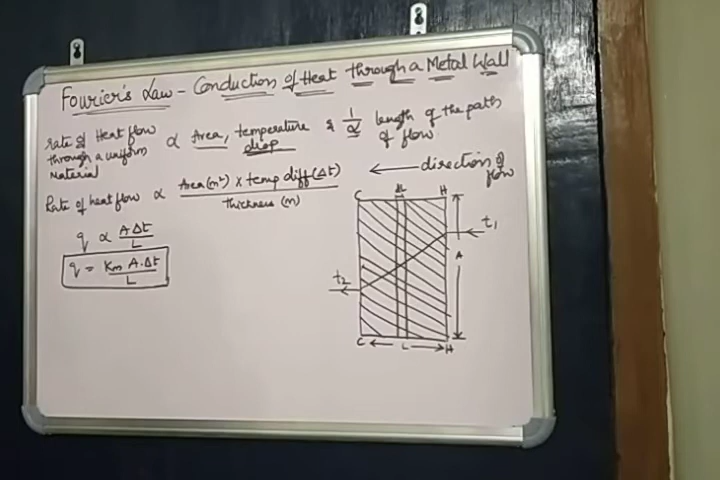 Fourier's Law - Conduction of Heat through a Metal Wall
rate of Heat flow through a uniform Material ∝ Area, temperature drop & 1/∝ length of the path of flow
Rate of heat flow ∝ Area (m²) x temp diff (Δt) / thickness (m)
← direction of flow
q ∝ AΔt / L
q = Km A.Δt / L
C H
t1
A
t2
C ← L → H